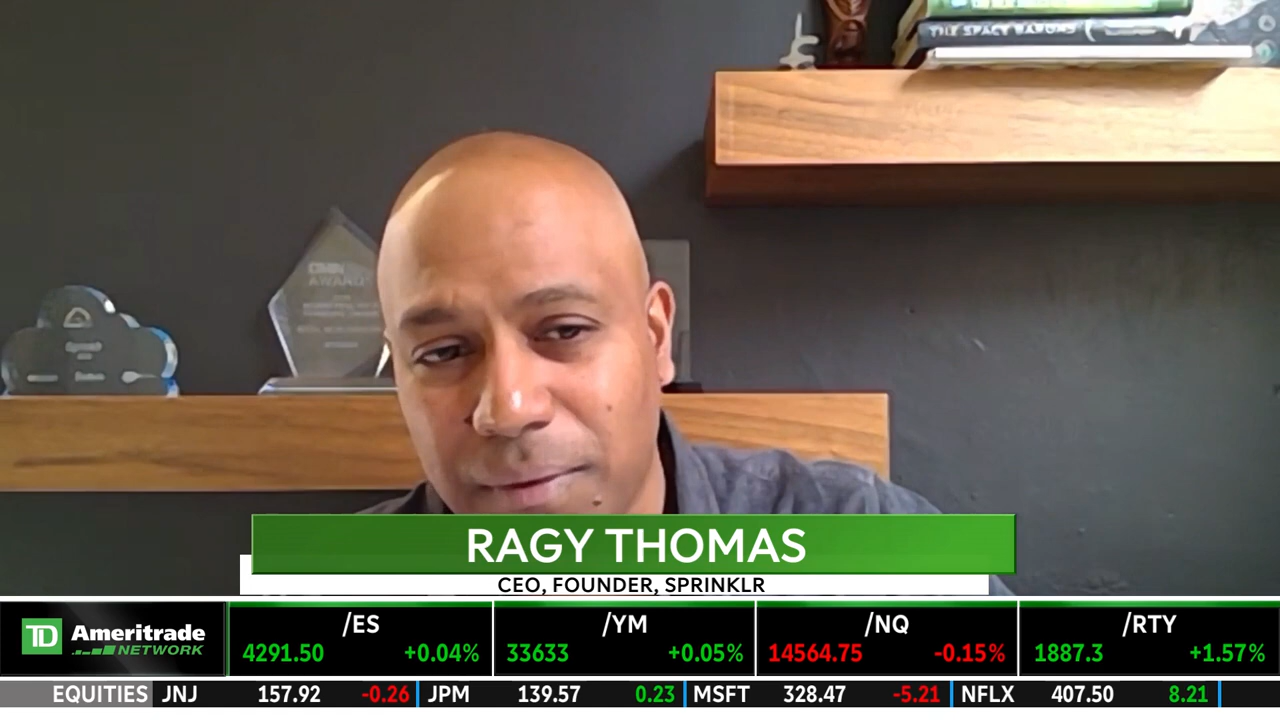 THE SPACE BARONS
RAGY THOMAS
CEO, FOUNDER, SPRINKLR
TD Ameritrade NETWORK
/ES
4291.50 +0.04%
/YM
33633 +0.05%
/NQ
14564.75 -0.15%
/RTY
1887.3 +1.57%
EQUITIES JNJ 157.92 -0.26 JPM 139.57 0.23 MSFT 328.47 -5.21 NFLX 407.50 8.21